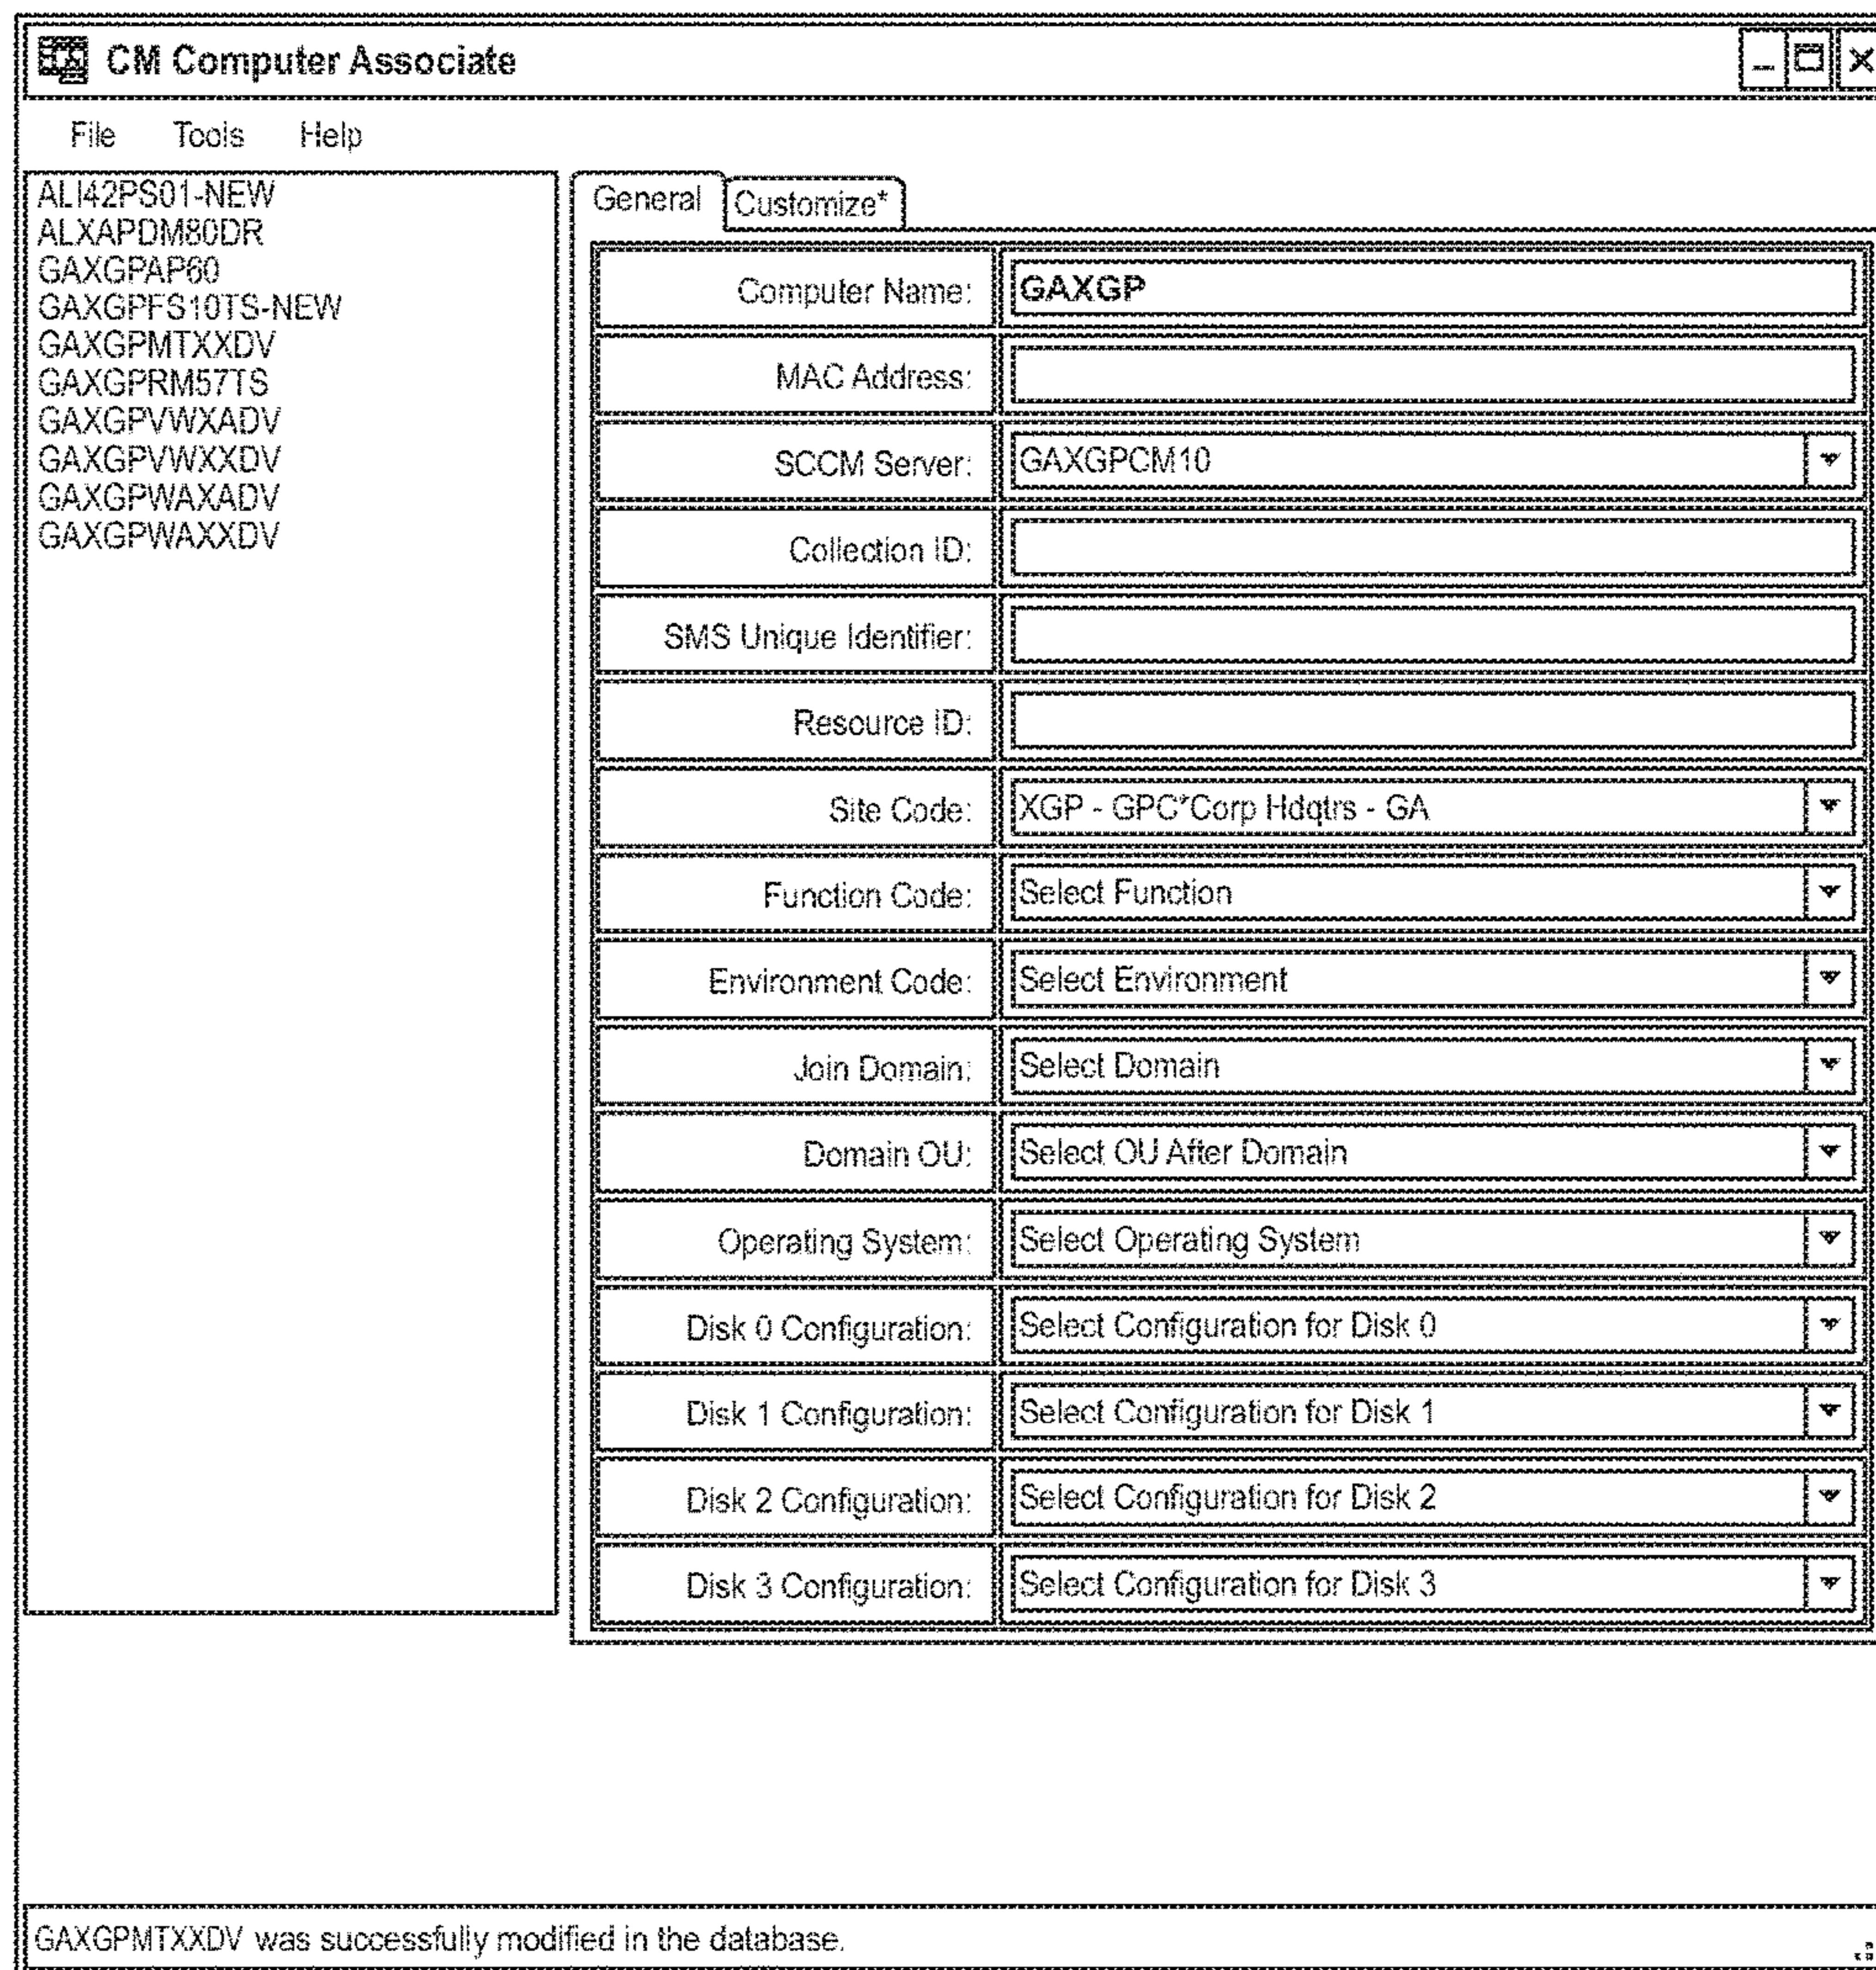 CM Computer Associate
File Tools Help
ALI42PS01-NEW
ALXAPDM80DR
GAXGPAP60
GAXGPFS10TS-NEW
GAXGPMTXXDV
GAXGPRM57TS
GAXGPVWXADV
GAXGPVWXXDV
GAXGPWAXADV
GAXGPWAXXDV
General Customize*
Computer Name: GAXGP
MAC Address:
SCCM Server: GAXGPCM10
Collection ID:
SMS Unique Identifier:
Resource ID:
Site Code: XGP - GPC*Corp Hdqtrs - GA
Function Code: Select Function
Environment Code: Select Environment
Join Domain: Select Domain
Domain OU: Select OU After Domain
Operating System: Select Operating System
Disk 0 Configuration: Select Configuration for Disk 0
Disk 1 Configuration: Select Configuration for Disk 1
Disk 2 Configuration: Select Configuration for Disk 2
Disk 3 Configuration: Select Configuration for Disk 3
GAXGPMTXXDV was successfully modified in the database.